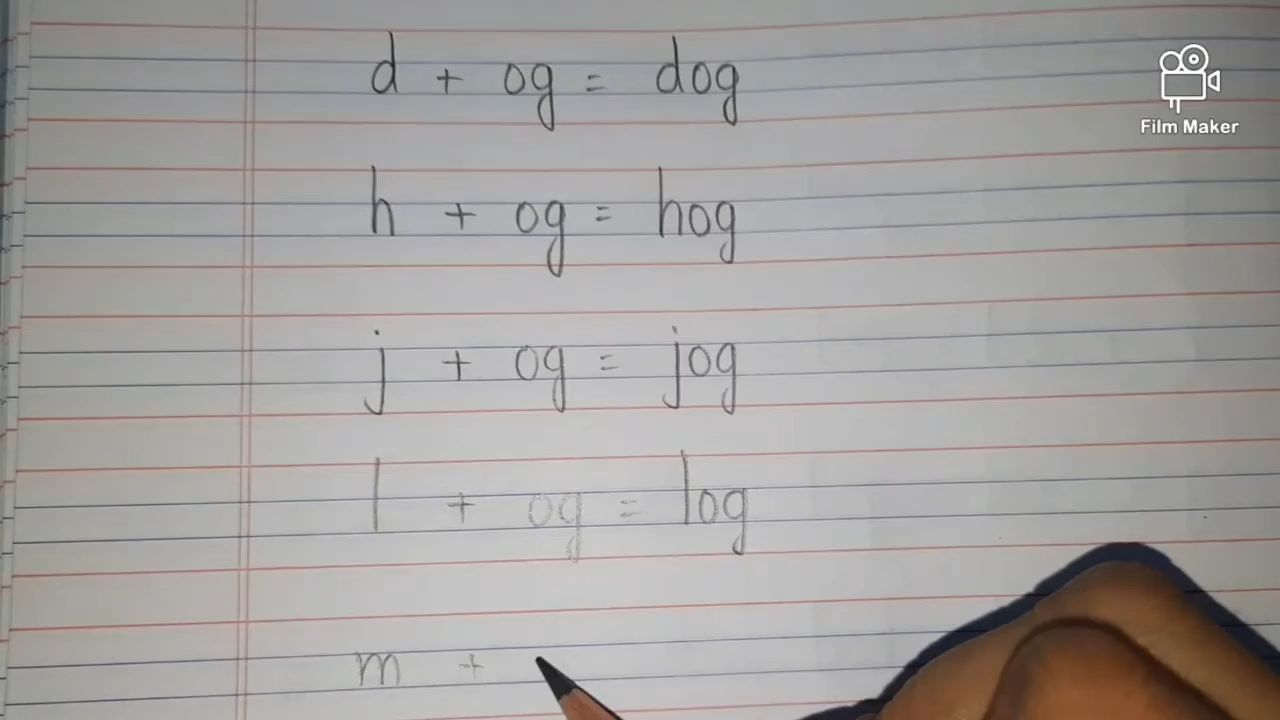 d + og = dog
Film Maker
h + og = hog
j + og = jog
l + og = log
m +